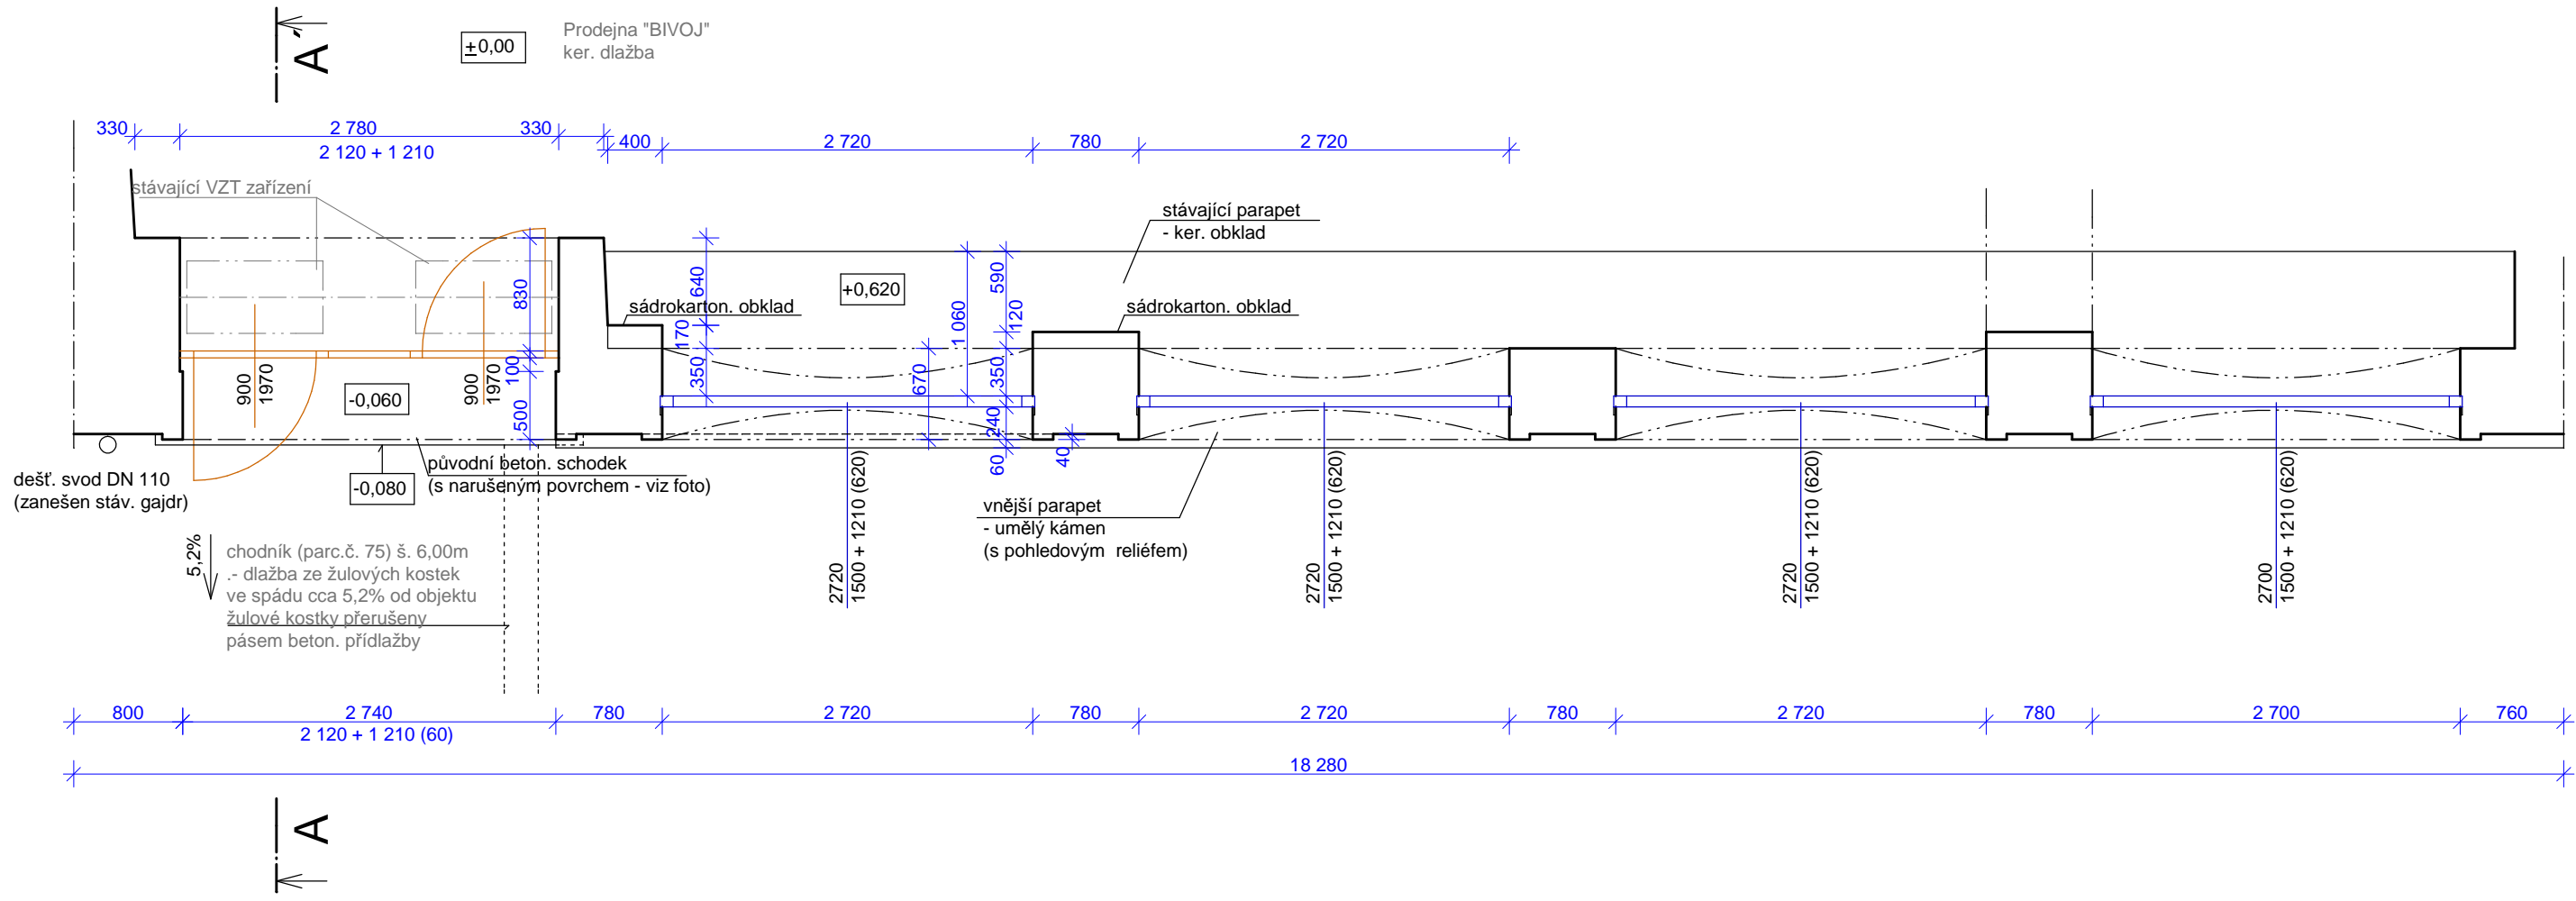 A´
±0,00
Prodejna "BIVOJ"
ker. dlažba
330
2 780
330
2 120 + 1 210
400
2 720
780
2 720
stávající VZT zařízení
stávající parapet
- ker. obklad
+0,620
sádrokarton. obklad
sádrokarton. obklad
830
100
500
640
170
350
670
1 060
590
120
350
240
60
40
900
1970
900
1970
-0,060
-0,080
původní beton. schodek
(s narušeným povrchem - viz foto)
dešť. svod DN 110
(zanešen stáv. gajdr)
5,2%
chodník (parc.č. 75) š. 6,00m
.- dlažba ze žulových kostek
ve spádu cca 5,2% od objektu
žulové kostky přerušeny
pásem beton. přídlažby
vnější parapet
- umělý kámen
(s pohledovým reliéfem)
2720
1500 + 1210 (620)
2720
1500 + 1210 (620)
2720
1500 + 1210 (620)
2700
1500 + 1210 (620)
800
2 740
780
2 720
780
2 720
780
2 720
780
2 700
760
2 120 + 1 210 (60)
18 280
A